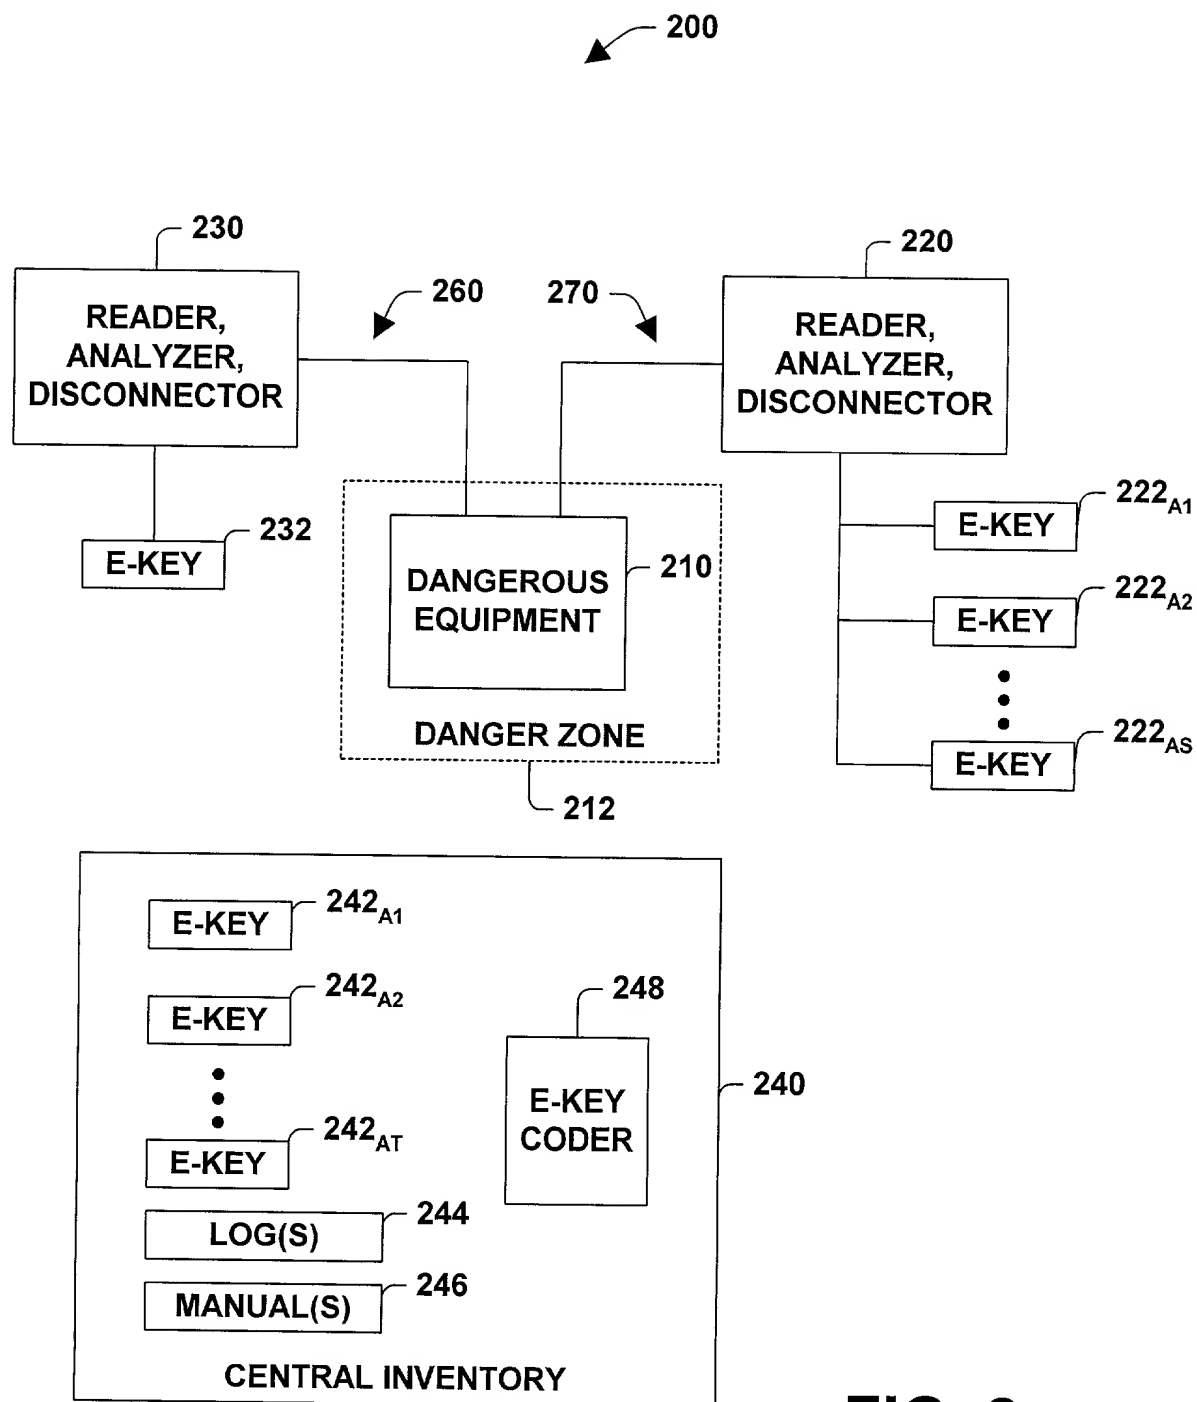 200
230
220
260
270
READER,
ANALYZER,
DISCONNECTOR
READER,
ANALYZER,
DISCONNECTOR
E-KEY
232
E-KEY
222A1
E-KEY
222A2
E-KEY
222AS
DANGEROUS
EQUIPMENT
210
DANGER ZONE
212
E-KEY
242A1
E-KEY
242A2
E-KEY
242AT
248
E-KEY
CODER
240
LOG(S)
244
MANUAL(S)
246
CENTRAL INVENTORY